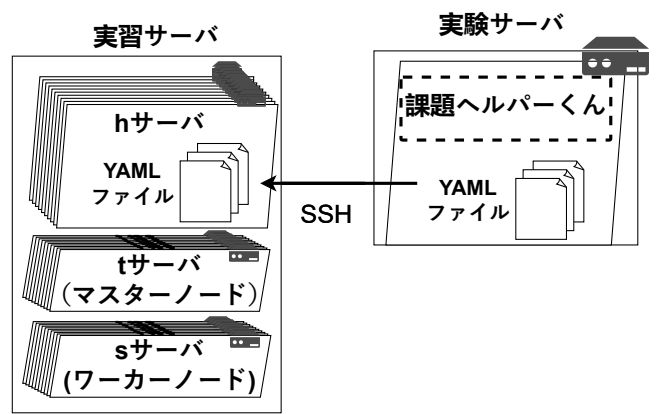 実習サーバ
hサーバ
YAML
ファイル
tサーバ
（マスターノード）
sサーバ
(ワーカーノード)
SSH
実験サーバ
課題ヘルパーくん
YAML
ファイル